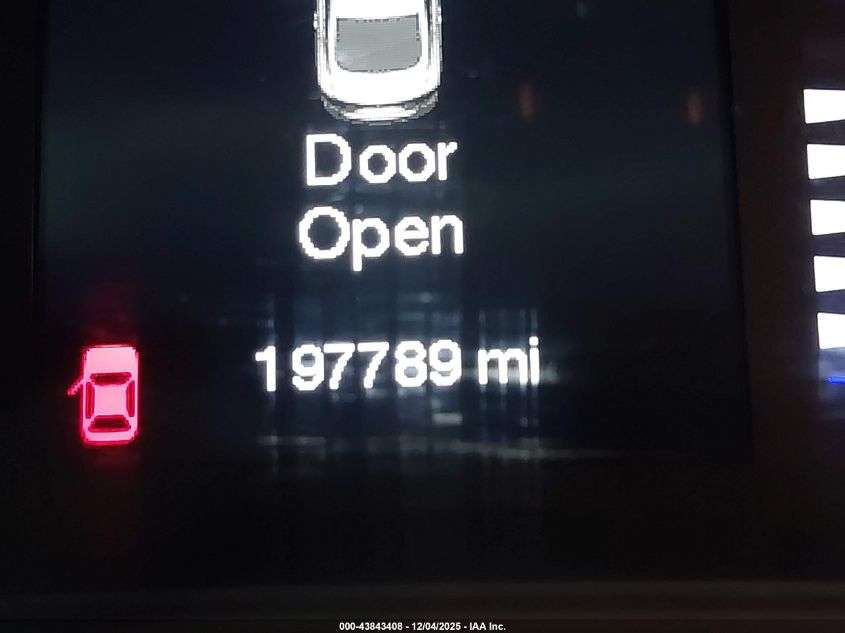 Door
Open
197789 mi
000-43843408 - 12/04/2025 - IAA Inc.